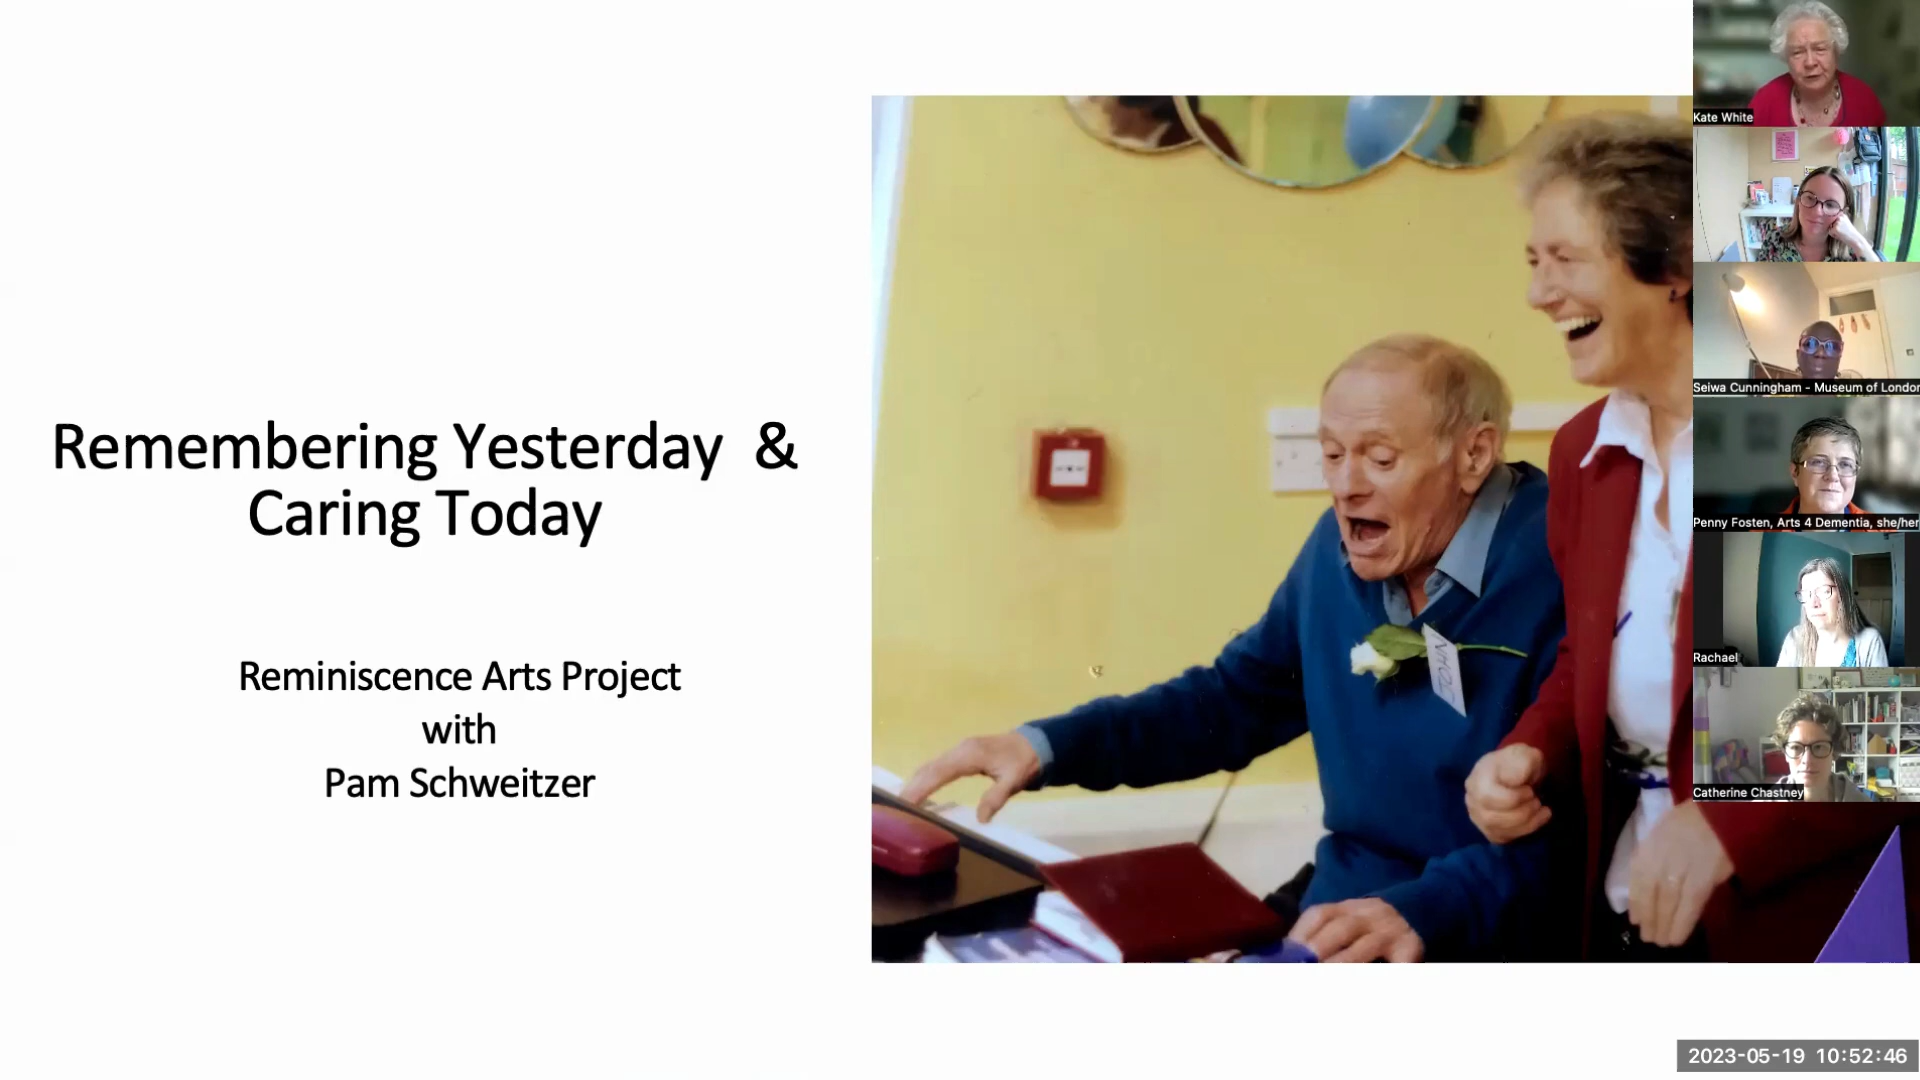 Remembering Yesterday & 
Caring Today
Reminiscence Arts Project
with
Pam Schweitzer
JOHN
Kate White
Seiwa Cunningham - Museum of London
Penny Fosten, Arts 4 Dementia, she/her
Rachael
Catherine Chastney
2023-05-19 10:52:46